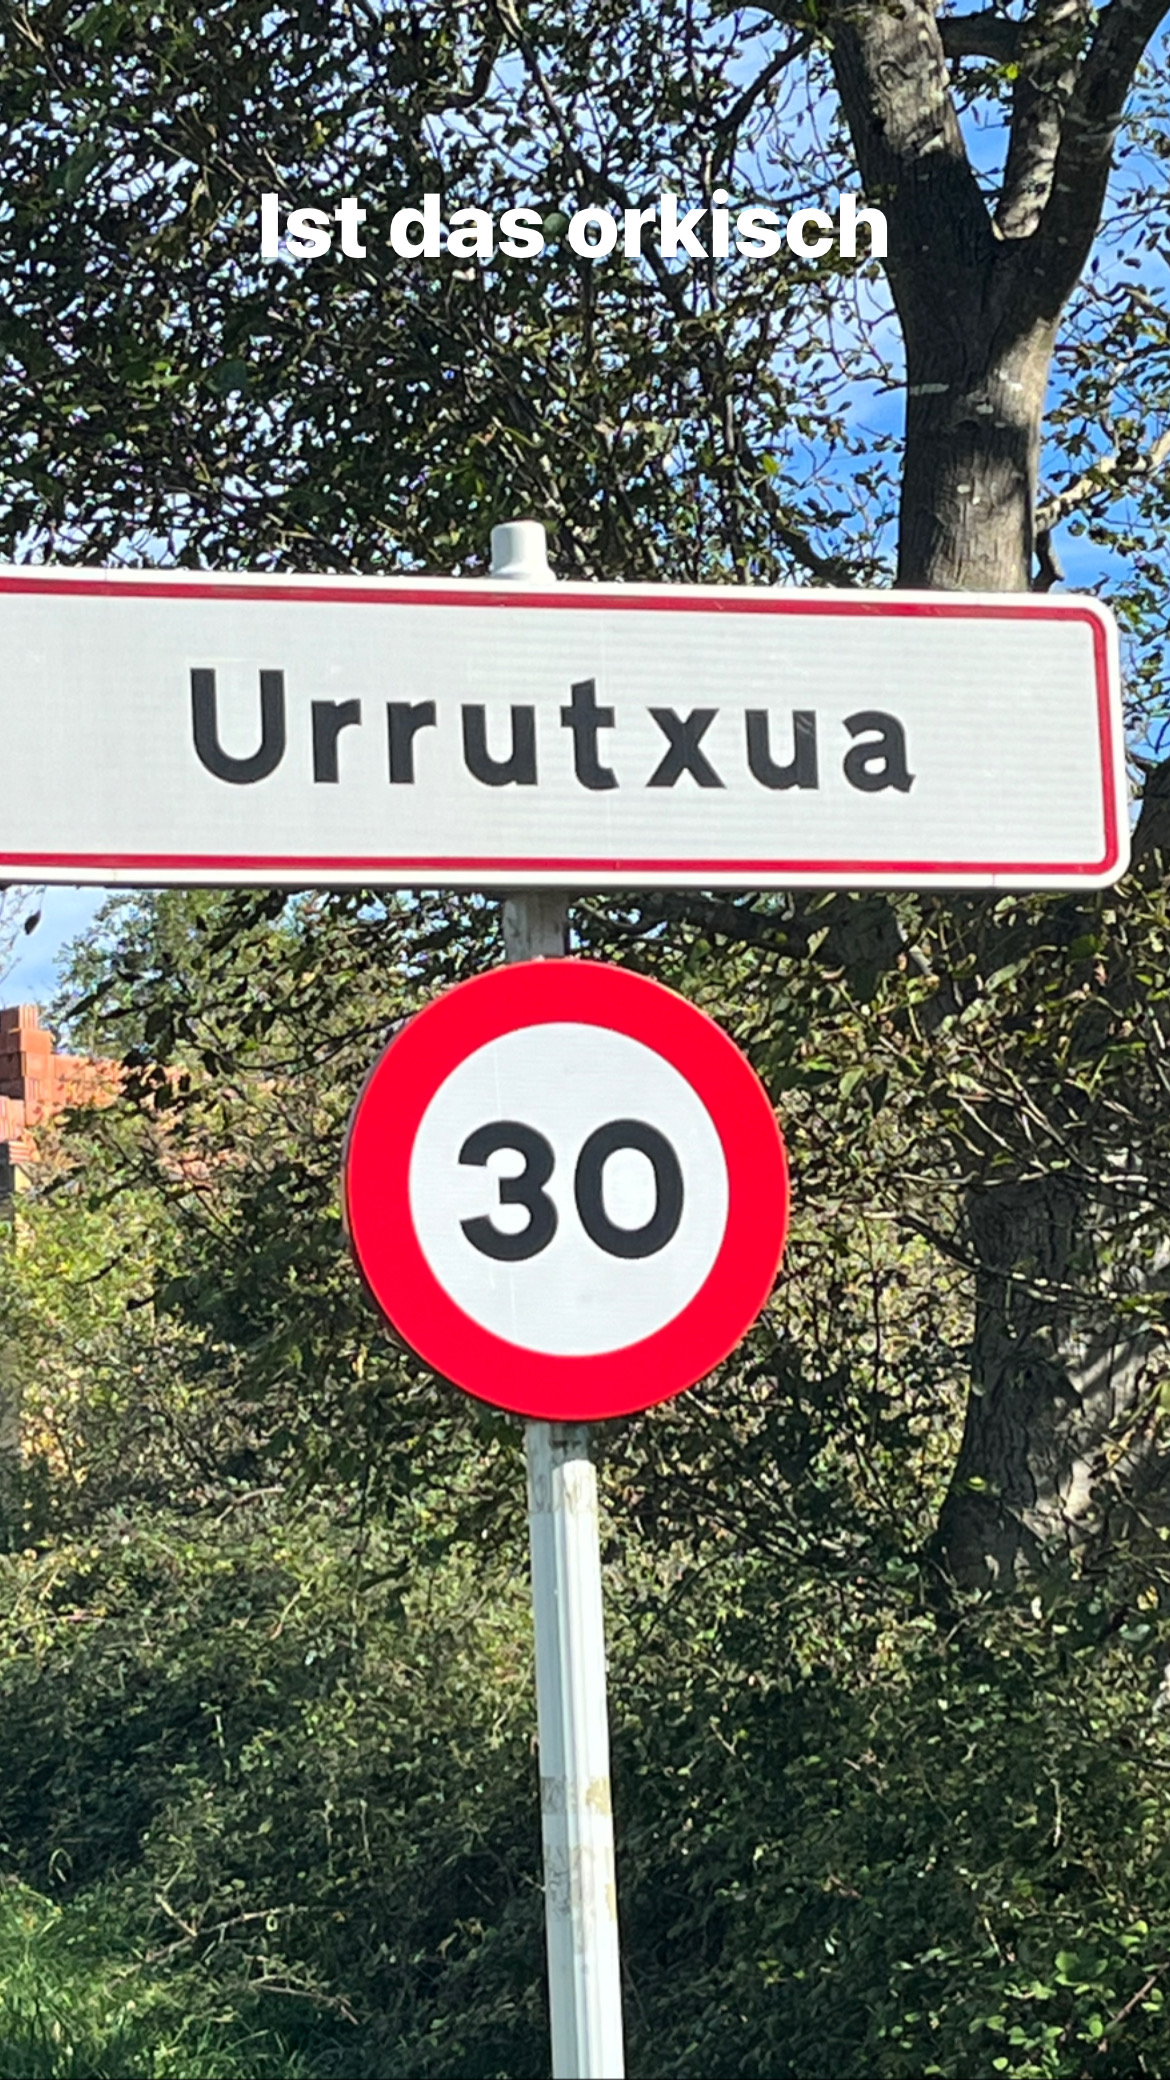 Ist das orkisch
Urrutxua
30